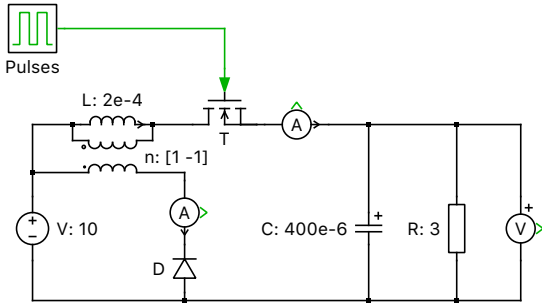 Pulses
L: 2e-4
T
A
n: [1 -1]
A
V: 10
D
C: 400e-6
R: 3
V